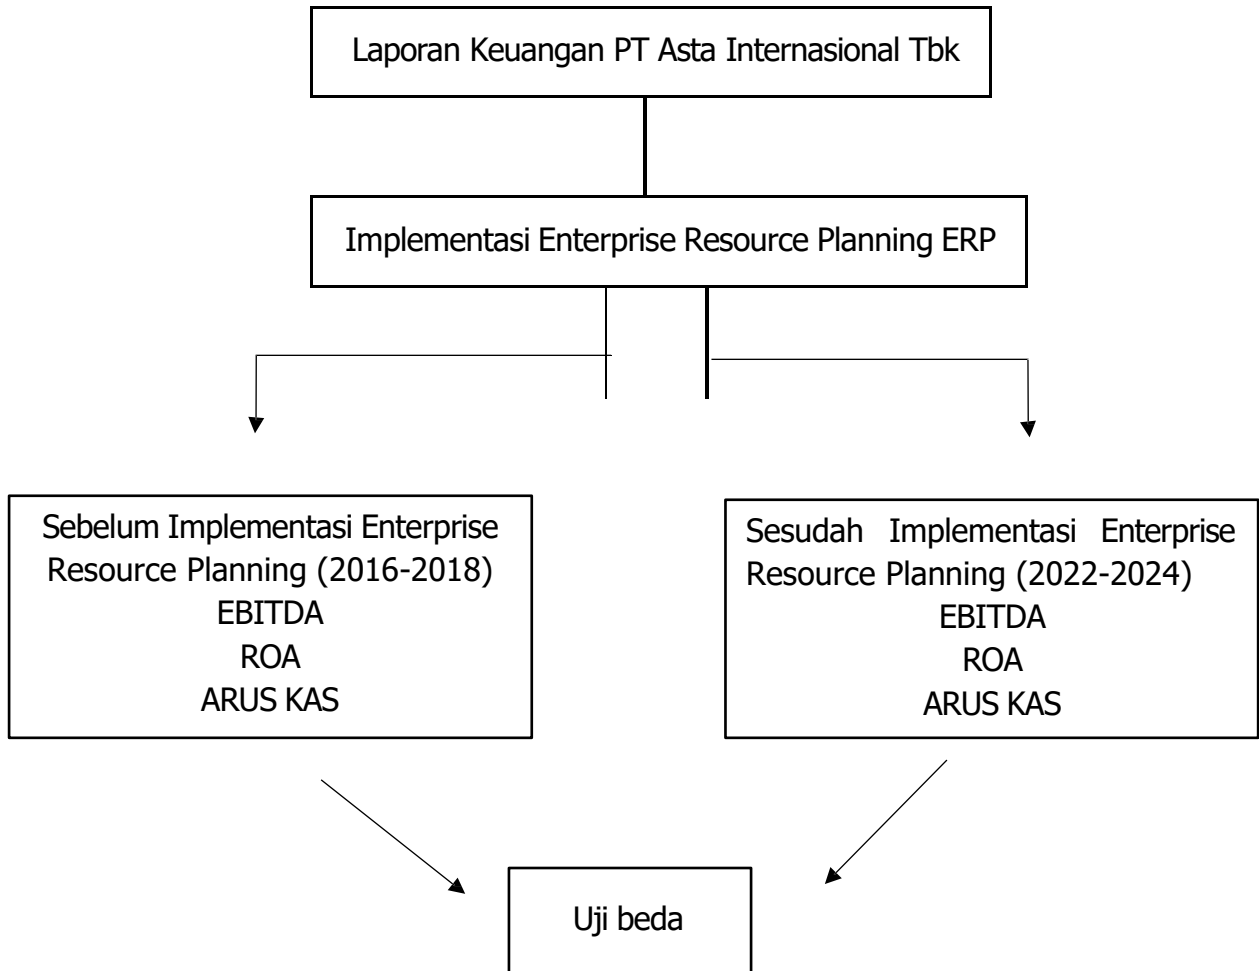 Laporan Keuangan PT Asta Internasional Tbk
Implementasi Enterprise Resource Planning ERP
Sebelum Implementasi Enterprise
Resource Planning (2016-2018)
EBITDA
ROA
ARUS KAS
Sesudah Implementasi Enterprise
Resource Planning (2022-2024)
EBITDA
ROA
ARUS KAS
Uji beda